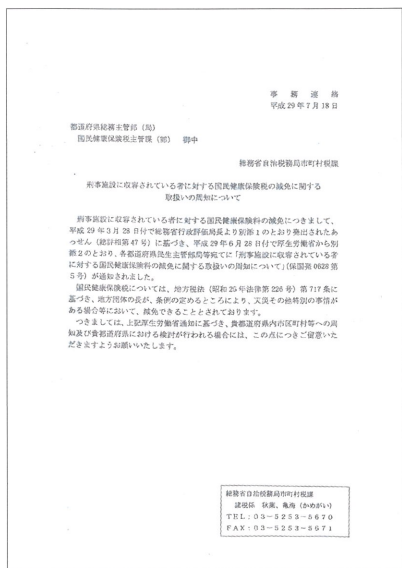 事務連絡
平成29年7月18日
都道府県総務主管部（局）
国民健康保険税主管課（部） 御中
総務省自治税務局市町村税課
刑事施設に収容されている者に対する国民健康保険税の減免に関する
取扱いの周知について
刑事施設に収容されている者に対する国民健康保険料の減免につきまして、
平成29年3月28日付で総務省行政評価局長より別添1のとおり発出されたあ
っせん（総評相第47号）に基づき、平成29年6月28日付で厚生労働省から別
添2のとおり、各都道府県民生主管部局等宛てに「刑事施設に収容されている者
に対する国民健康保険料の減免に関する取扱いの周知について」（保国発0628第
5号）が通知されました。
国民健康保険税については、地方税法（昭和25年法律第226号）第717条に
基づき、地方団体の長が、条例の定めるところにより、天災その他特別の事情が
ある場合等において、減免できることとされております。
つきましては、上記厚生労働省通知に基づき、貴都道府県内市区町村等への周
知及び貴都道府県における検討が行われる場合には、この点につきご留意いた
だきますようお願いいたします。
総務省自治税務局市町村税課
諸税係 秋葉、亀海（かめがい）
TEL：03－5253－5670
FAX：03－5253－5671